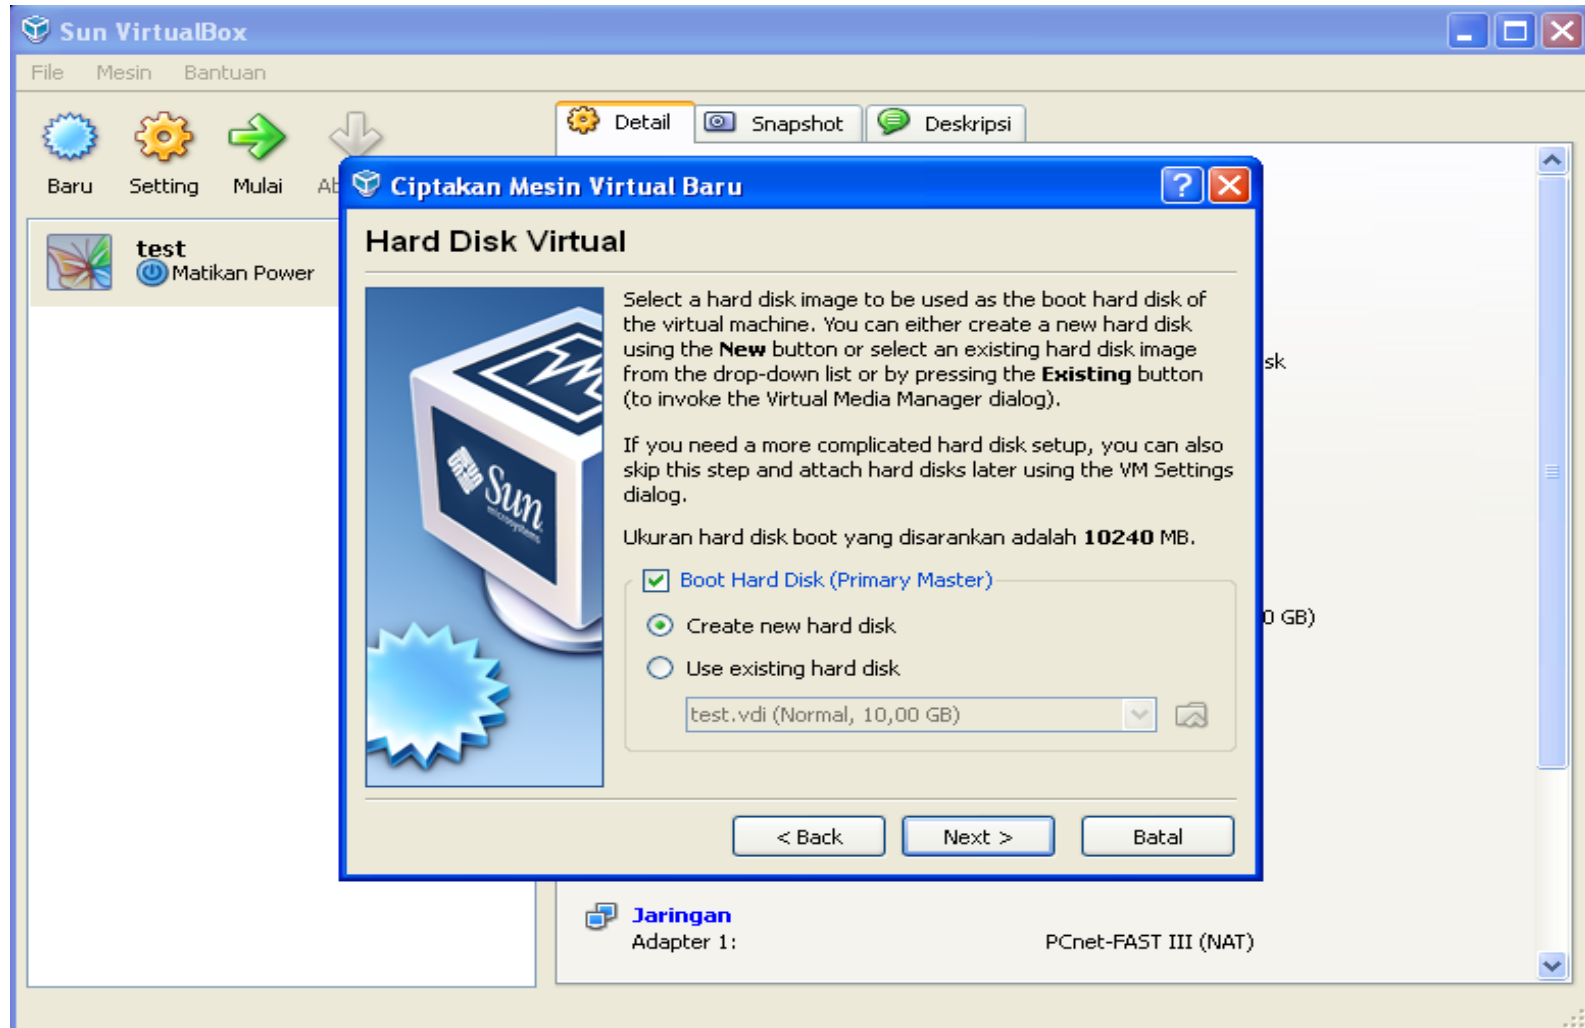 Sun VirtualBox
File Mesin Bantuan
Baru Setting Mulai
Detail Snapshot Deskripsi
test
Matikan Power
Ciptakan Mesin Virtual Baru
Hard Disk Virtual
Select a hard disk image to be used as the boot hard disk of
the virtual machine. You can either create a new hard disk
using the New button or select an existing hard disk image
from the drop-down list or by pressing the Existing button
(to invoke the Virtual Media Manager dialog).
If you need a more complicated hard disk setup, you can also
skip this step and attach hard disks later using the VM Settings
dialog.
Ukuran hard disk boot yang disarankan adalah 10240 MB.
Boot Hard Disk (Primary Master)
Create new hard disk
Use existing hard disk
test.vdi (Normal, 10,00 GB)
< Back Next > Batal
Sun
microsystems
sk
0 GB)
Jaringan
Adapter 1: PCnet-FAST III (NAT)